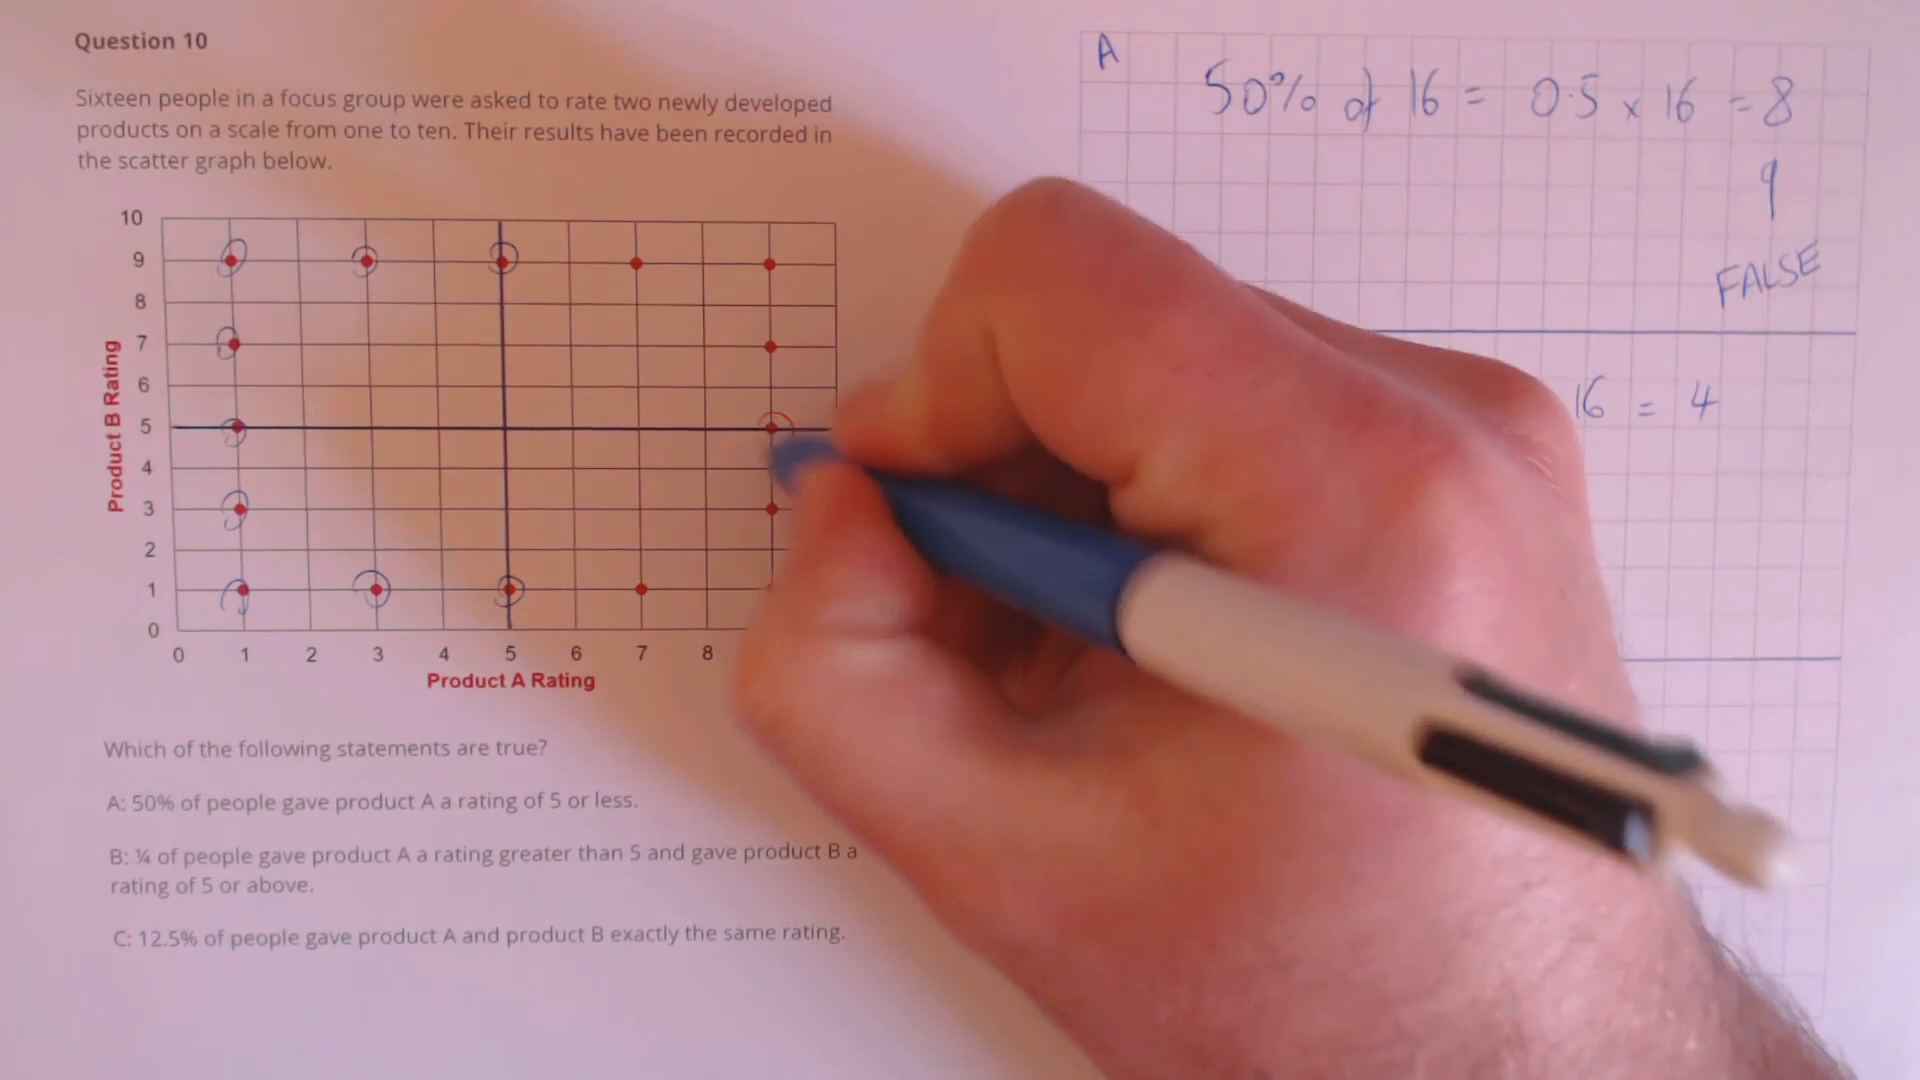 Question 10
Sixteen people in a focus group were asked to rate two newly developed
products on a scale from one to ten. Their results have been recorded in
the scatter graph below.
10
9
8
7
6
5
4
3
2
1
0
Product B Rating
0 1 2 3 4 5 6 7 8
Product A Rating
Which of the following statements are true?
A: 50% of people gave product A a rating of 5 or less.
B: ¼ of people gave product A a rating greater than 5 and gave product B a
rating of 5 or above.
C: 12.5% of people gave product A and product B exactly the same rating.
A
50% of 16 = 0.5 x 16 = 8
9
FALSE
16 = 4